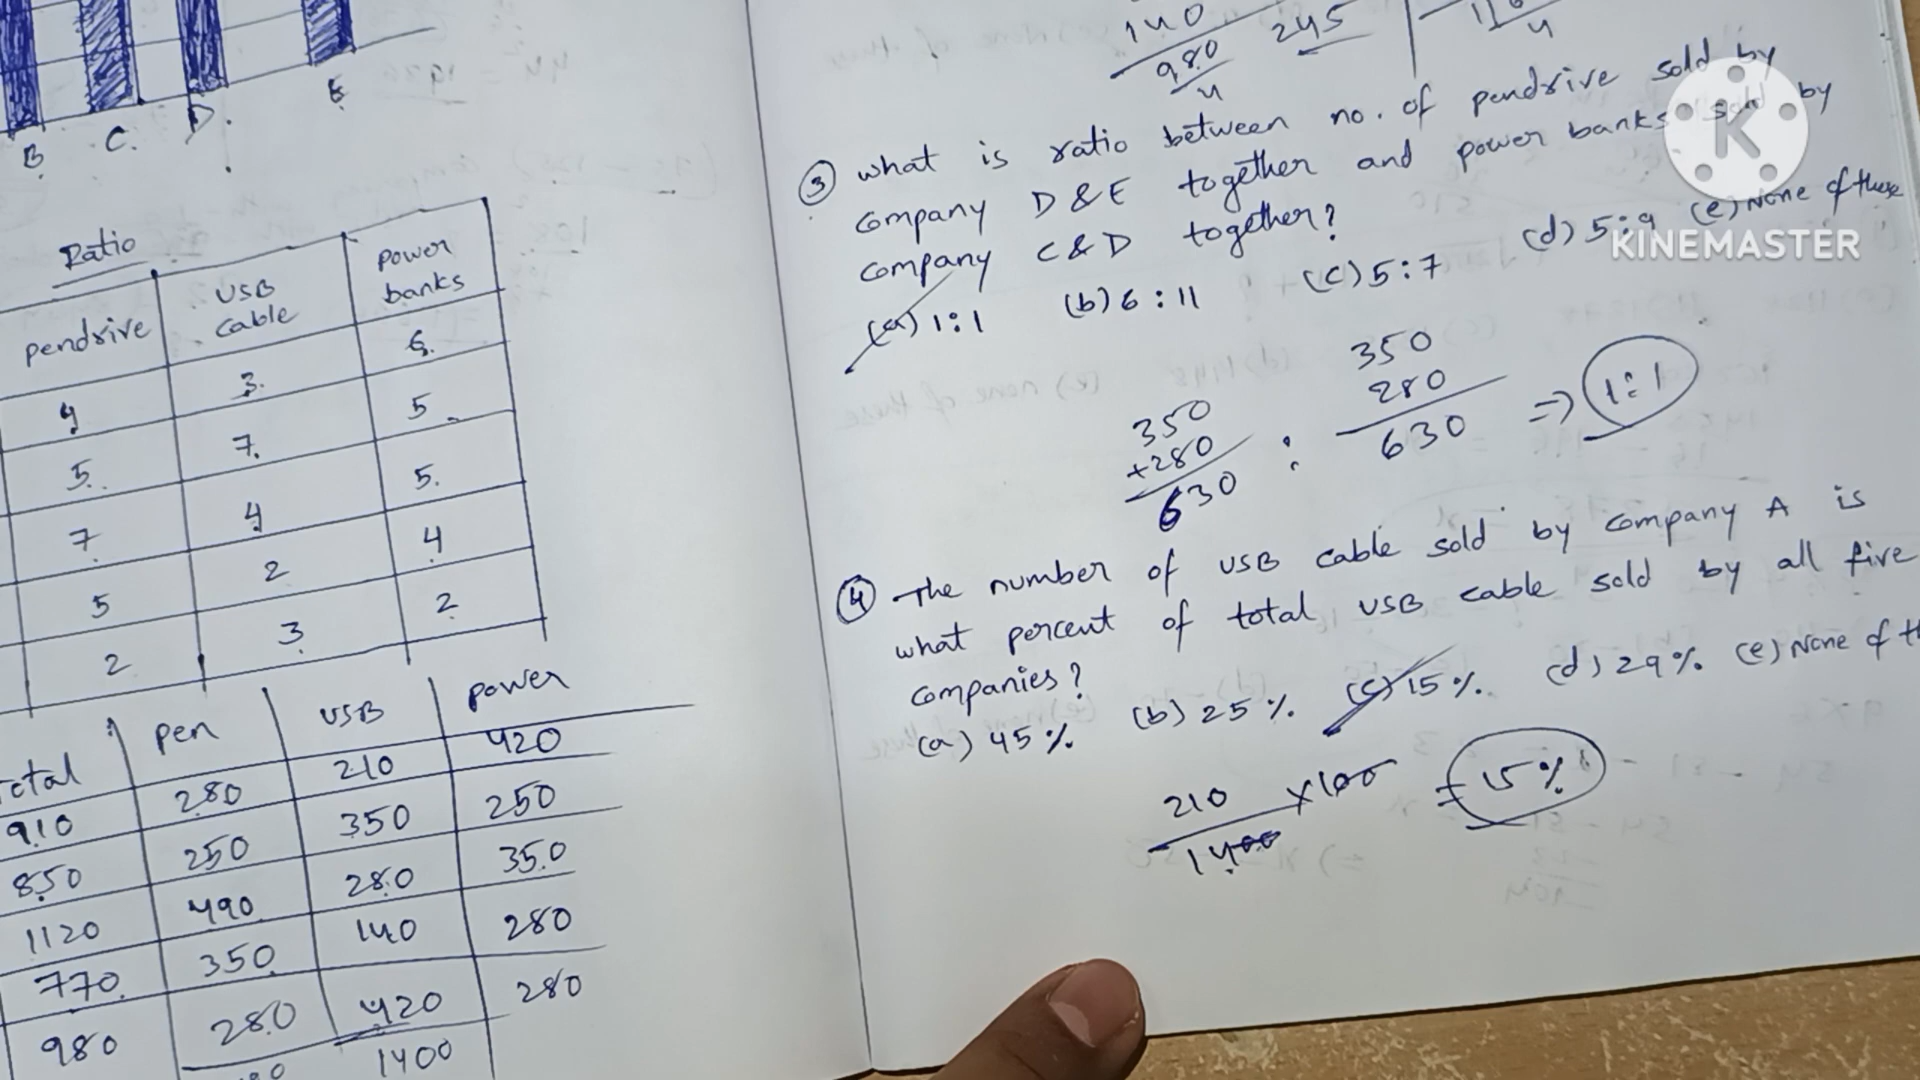 B C. D. E
Ratio
pendrive USB cable power banks
4 3. 6.
5. 7. 5
7 4 5.
5 2 4
2 3 2
Pen USB power
910 280 210 420
850 250 350 250
1120 490 280 350
770 350 140 280
980 280 420 280
1400
140
980
4
245
4
③ what is ratio between no. of pendrive sold by
company D & E together and power banks sold by
company C & D together?
(a) 1:1 (b) 6:11 (c) 5:7 (d) 5:9 (e) None of these
350 +280 630 : 350 280 630 => 1:1
④ The number of USB cable sold by company A is
what percent of total USB cable sold by all five
companies?
(a) 45% (b) 25% (c) 15% (d) 29% (e) None of
210 x100 = 15%
1400
K
KINEMASTER